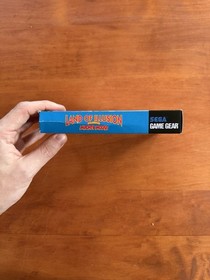 LAND OF ILLUSION
SEGA
GAME GEAR